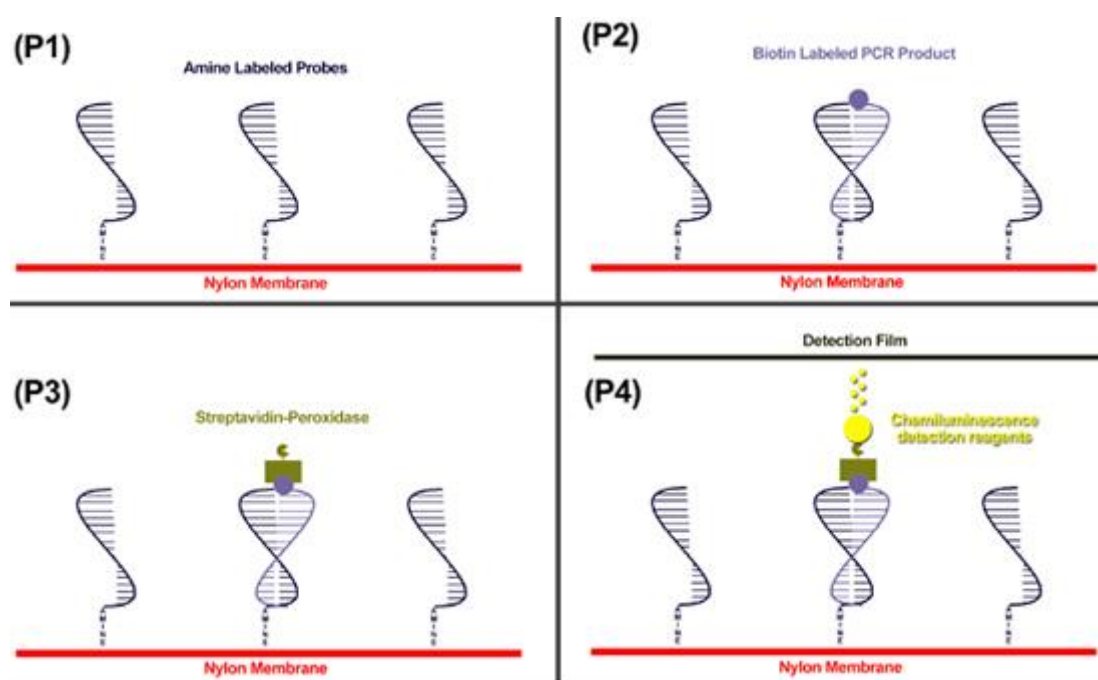 (P1)
Amine Labeled Probes
Nylon Membrane
(P2)
Biotin Labeled PCR Product
Nylon Membrane
(P3)
Streptavidin-Peroxidase
Nylon Membrane
Detection Film
(P4)
Chemiluminescence
detection reagents
Nylon Membrane